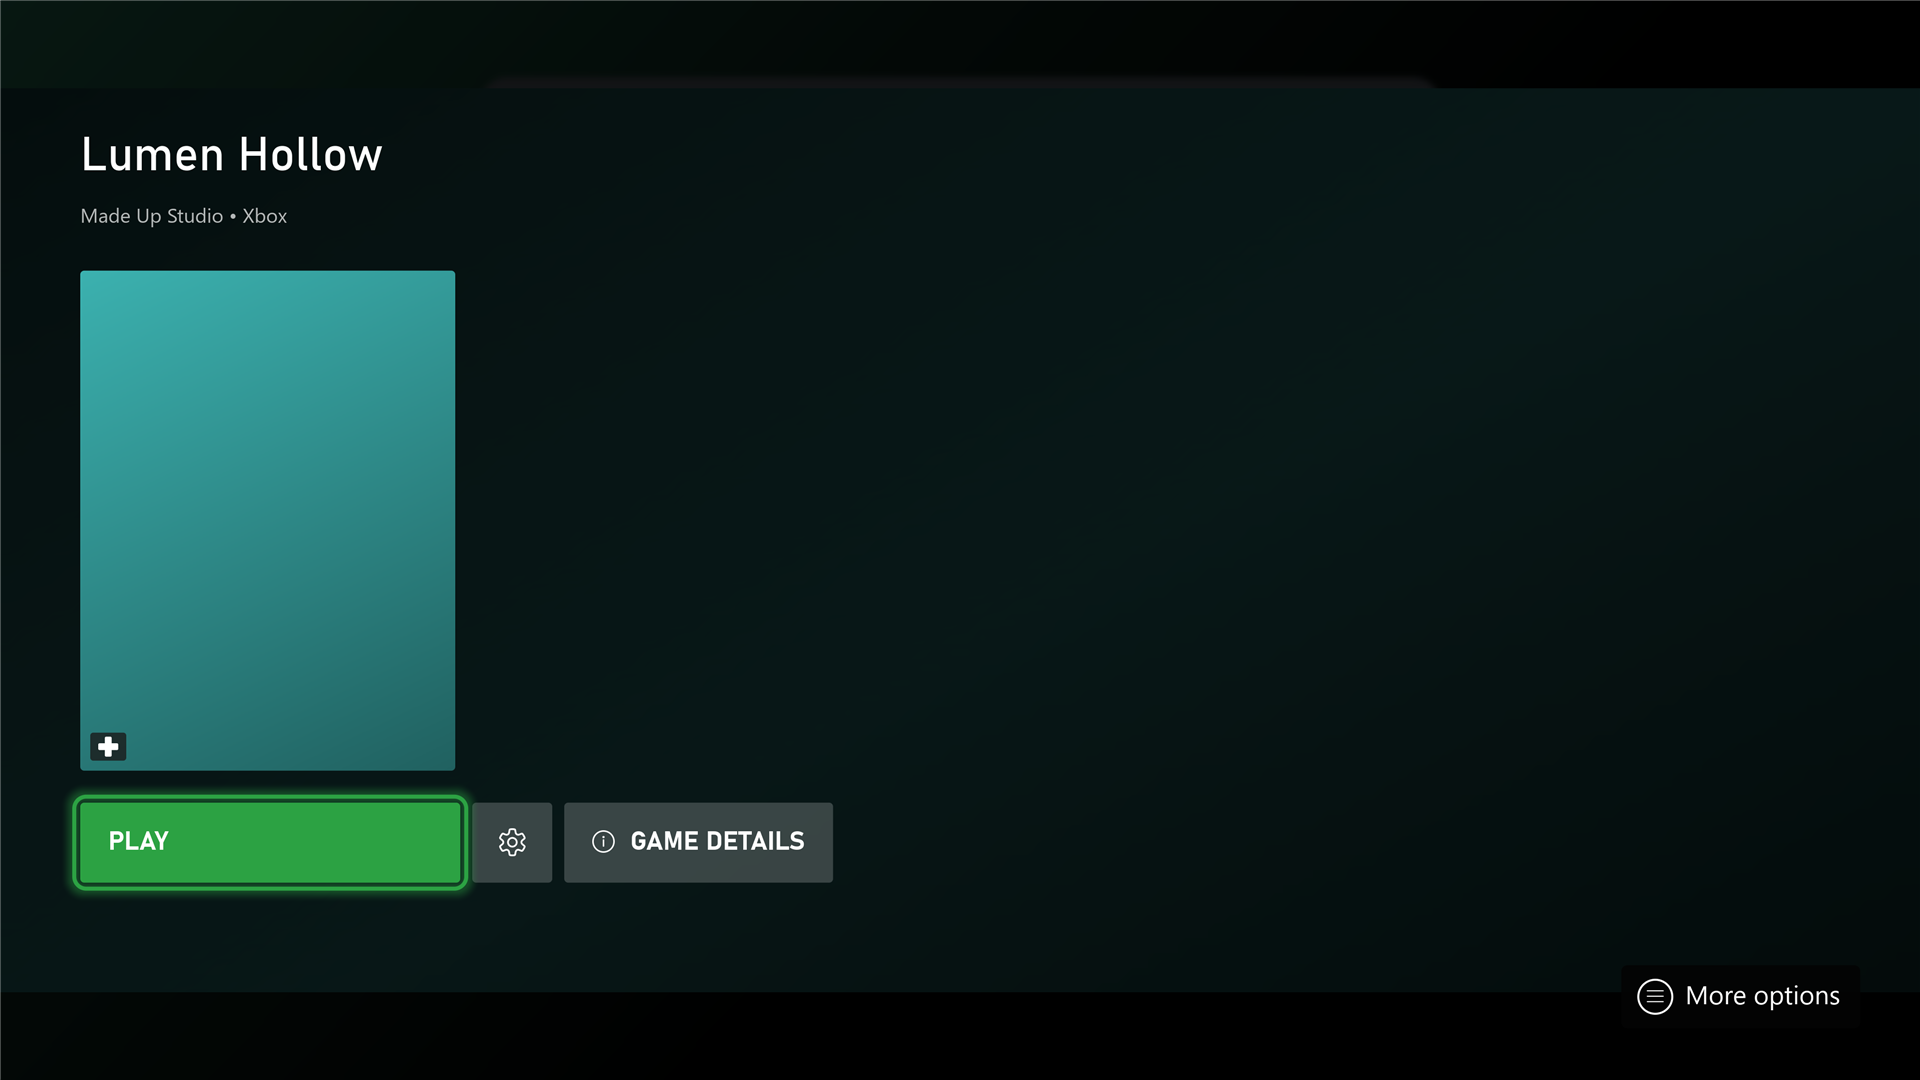 Lumen Hollow
Made Up Studio • Xbox
PLAY
GAME DETAILS
More options